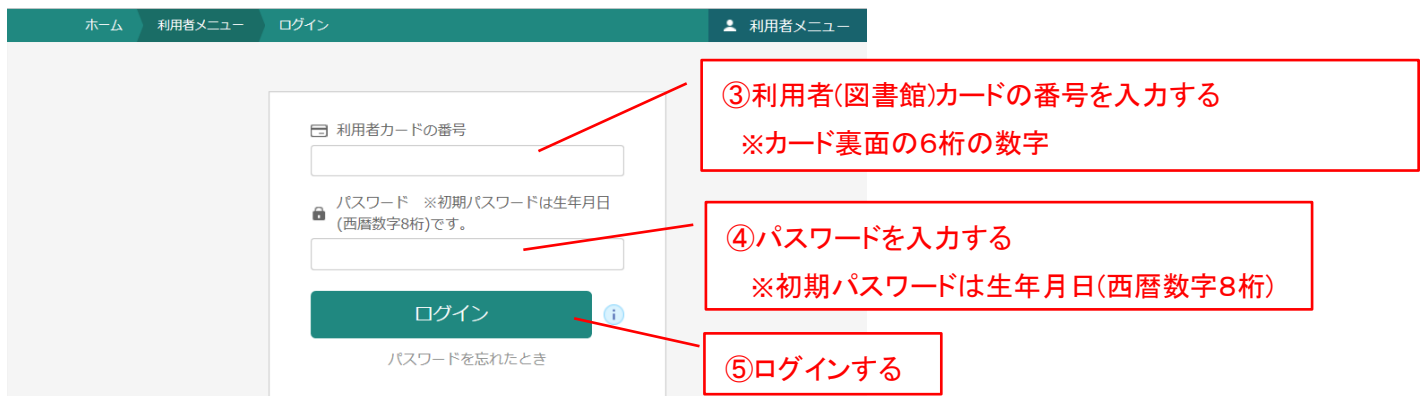 ホーム 利用者メニュー ログイン 利用者メニュー
利用者カードの番号
パスワード ※初期パスワードは生年月日
(西暦数字8桁)です。
ログイン
パスワードを忘れたとき
③利用者(図書館)カードの番号を入力する
※カード裏面の6桁の数字
④パスワードを入力する
※初期パスワードは生年月日(西暦数字8桁)
⑤ログインする